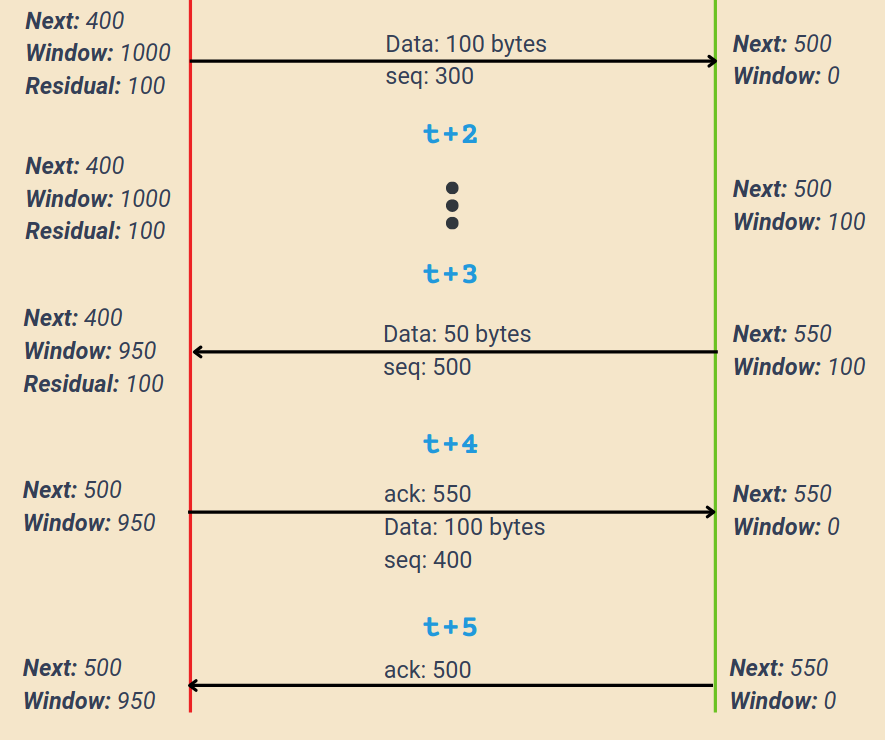 Next: 400
Window: 1000
Residual: 100
Data: 100 bytes
seq: 300
Next: 500
Window: 0
t+2
Next: 400
Window: 1000
Residual: 100
Next: 500
Window: 100
t+3
Next: 400
Window: 950
Residual: 100
Data: 50 bytes
seq: 500
Next: 550
Window: 100
t+4
Next: 500
Window: 950
ack: 550
Data: 100 bytes
seq: 400
Next: 550
Window: 0
t+5
Next: 500
Window: 950
ack: 500
Next: 550
Window: 0